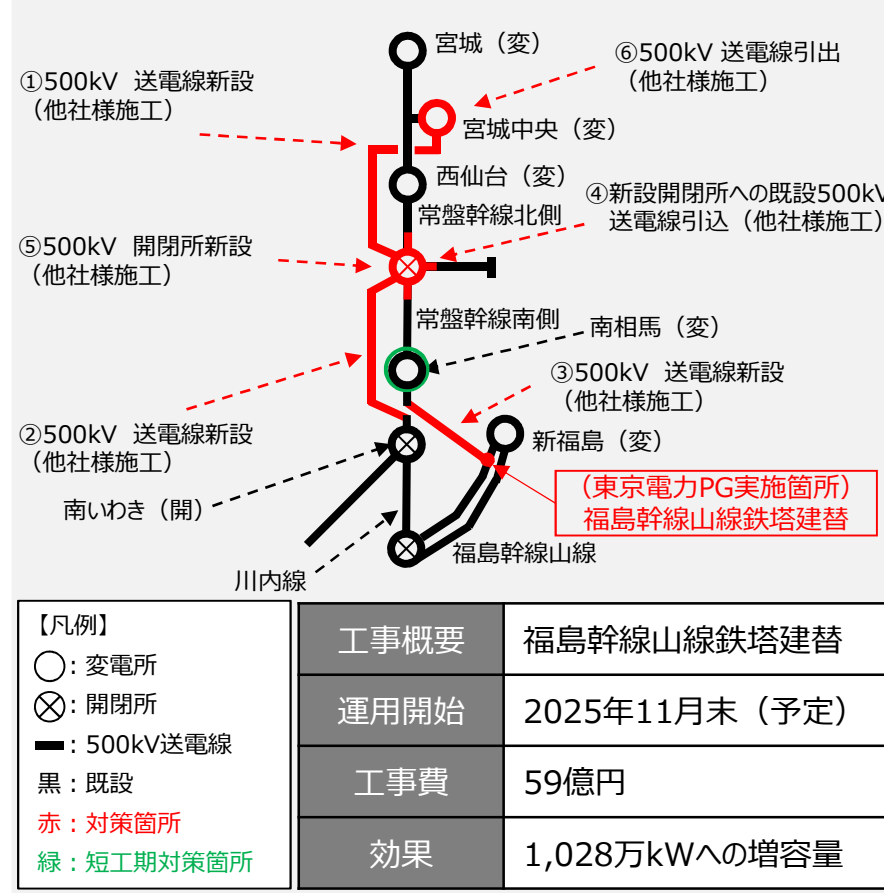 宮城（変）
⑥500kV 送電線引出
（他社様施工）
①500kV 送電線新設
（他社様施工）
宮城中央（変）
西仙台（変）
④新設開閉所への既設500kV
送電線引込（他社様施工）
常盤幹線北側
⑤500kV 開閉所新設
（他社様施工）
常盤幹線南側
南相馬（変）
③500kV 送電線新設
（他社様施工）
②500kV 送電線新設
（他社様施工）
新福島（変）
（東京電力PG実施箇所）
福島幹線山線鉄塔建替
南いわき（開）
福島幹線山線
川内線
【凡例】
○：変電所
⊗：開閉所
━：500kV送電線
黒：既設
赤：対策箇所
緑：短工期対策箇所
工事概要 福島幹線山線鉄塔建替
運用開始 2025年11月末（予定）
工事費 59億円
効果 1,028万kWへの増容量